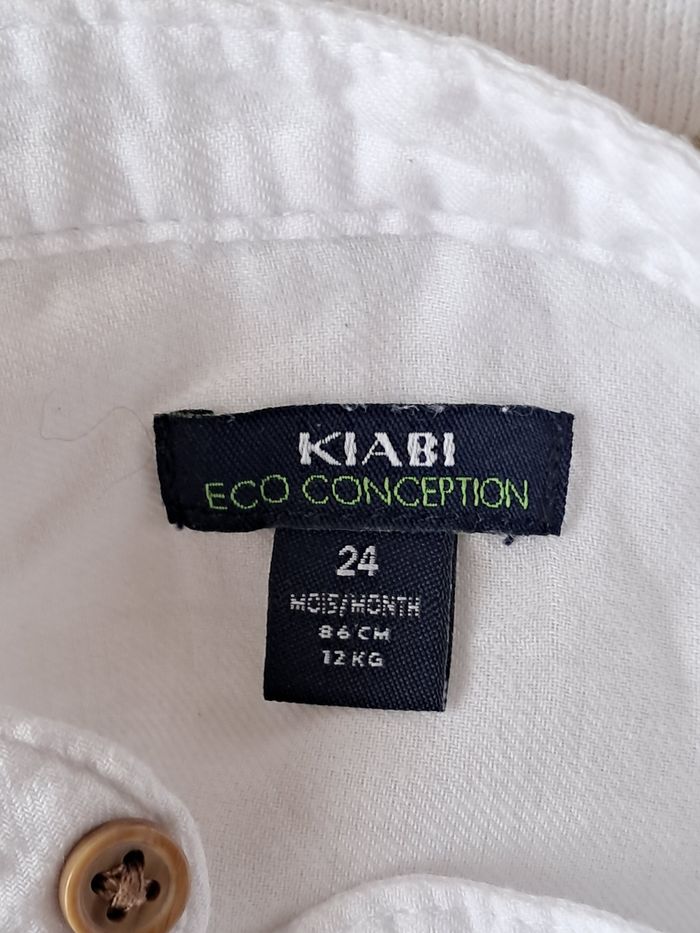 KIABI
ECO CONCEPTION
24
MOIS/MONTH
86 CM
12 KG